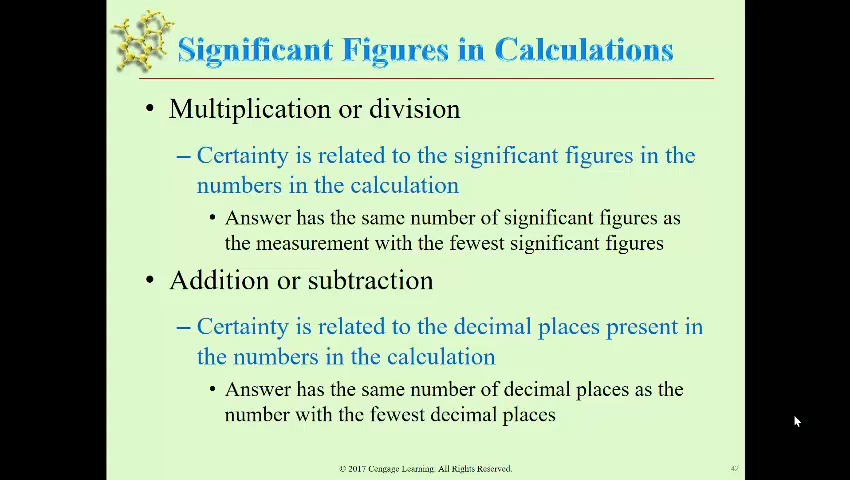 Significant Figures in Calculations
• Multiplication or division
– Certainty is related to the significant figures in the
numbers in the calculation
• Answer has the same number of significant figures as
the measurement with the fewest significant figures
• Addition or subtraction
– Certainty is related to the decimal places present in
the numbers in the calculation
• Answer has the same number of decimal places as the
number with the fewest decimal places
© 2017 Cengage Learning. All Rights Reserved.
42